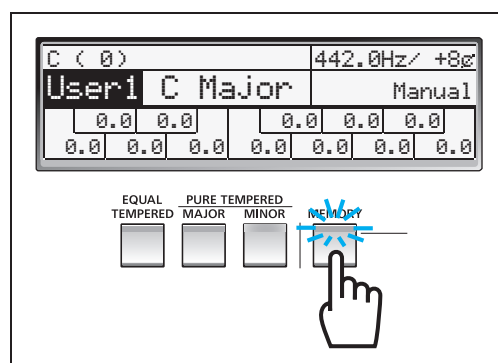 C ( 0) 442.0Hz/ +8¢
User1 C Major Manual
0.0 0.0 0.0 0.0 0.0
0.0 0.0 0.0 0.0 0.0 0.0 0.0
EQUAL TEMPERED
PURE TEMPERED
MAJOR MINOR
MEMORY